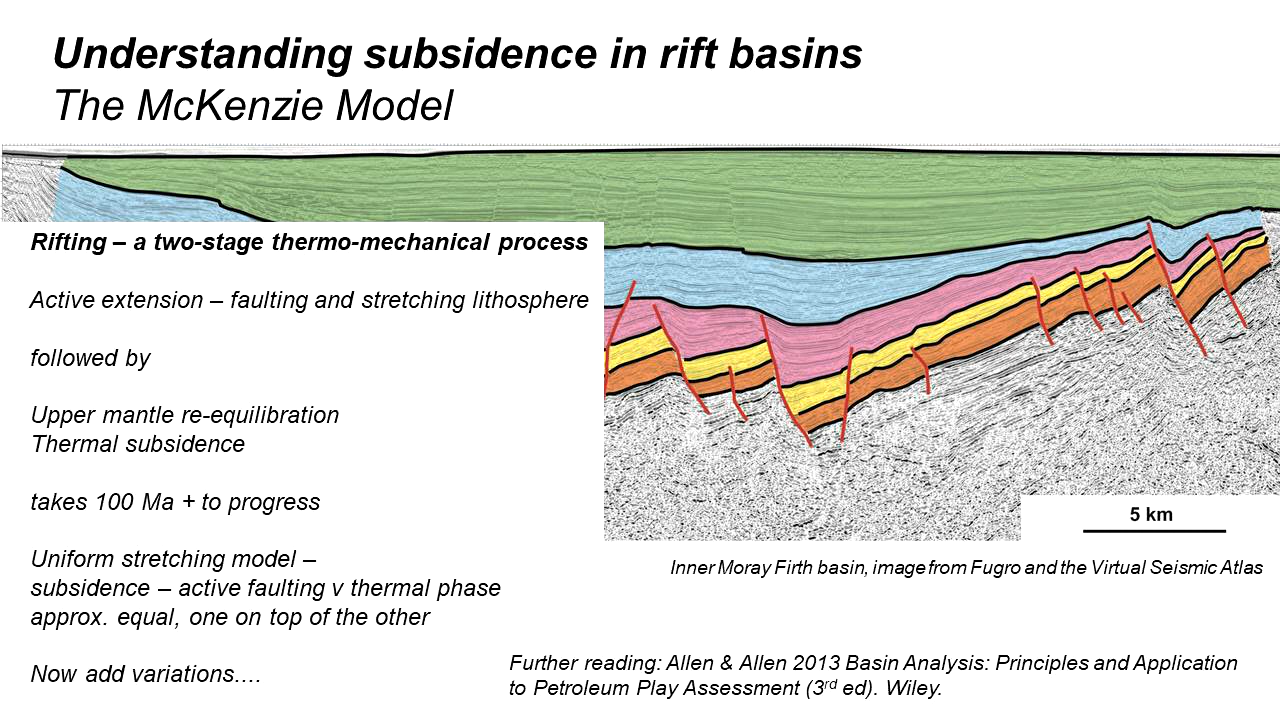 Understanding subsidence in rift basins
The McKenzie Model
Rifting – a two-stage thermo-mechanical process
Active extension – faulting and stretching lithosphere
followed by
Upper mantle re-equilibration
Thermal subsidence
takes 100 Ma + to progress
Uniform stretching model –
subsidence – active faulting v thermal phase
approx. equal, one on top of the other
Now add variations....
5 km
Inner Moray Firth basin, image from Fugro and the Virtual Seismic Atlas
Further reading: Allen & Allen 2013 Basin Analysis: Principles and Application
to Petroleum Play Assessment (3rd ed). Wiley.